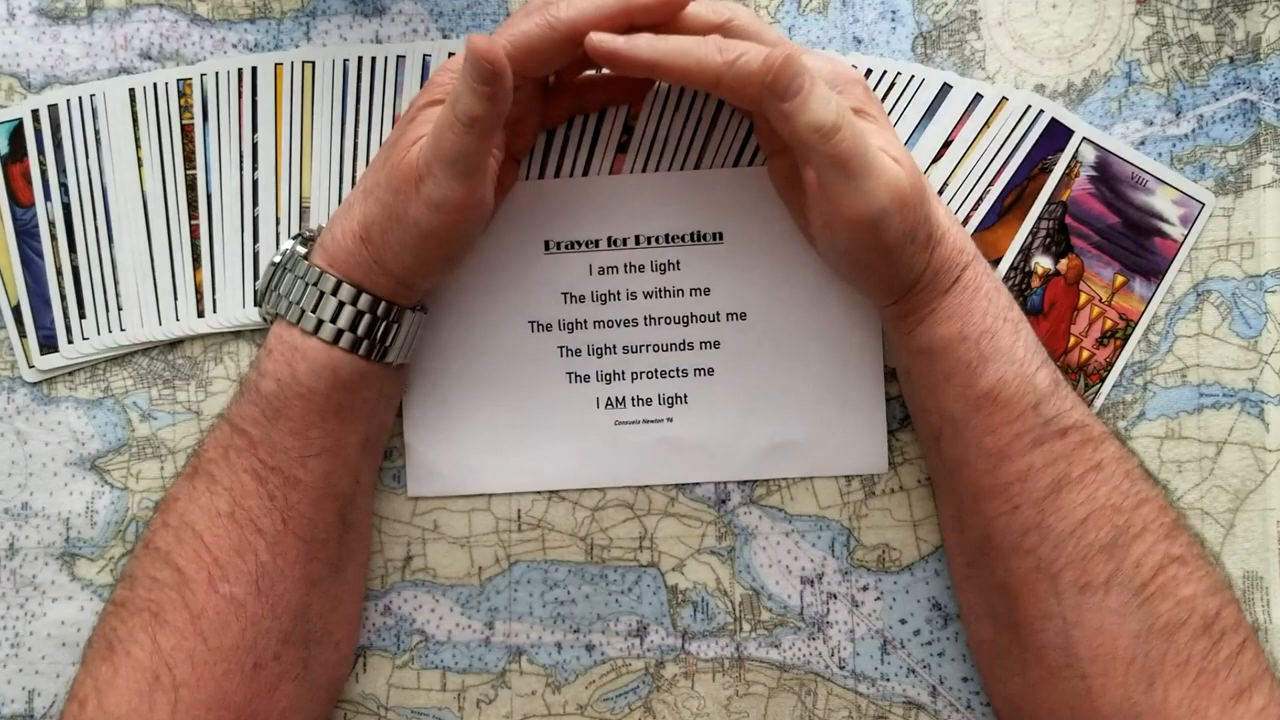 VIII
Prayer for Protection
I am the light
The light is within me
The light moves throughout me
The light surrounds me
The light protects me
I AM the light
Consuela Newton '96